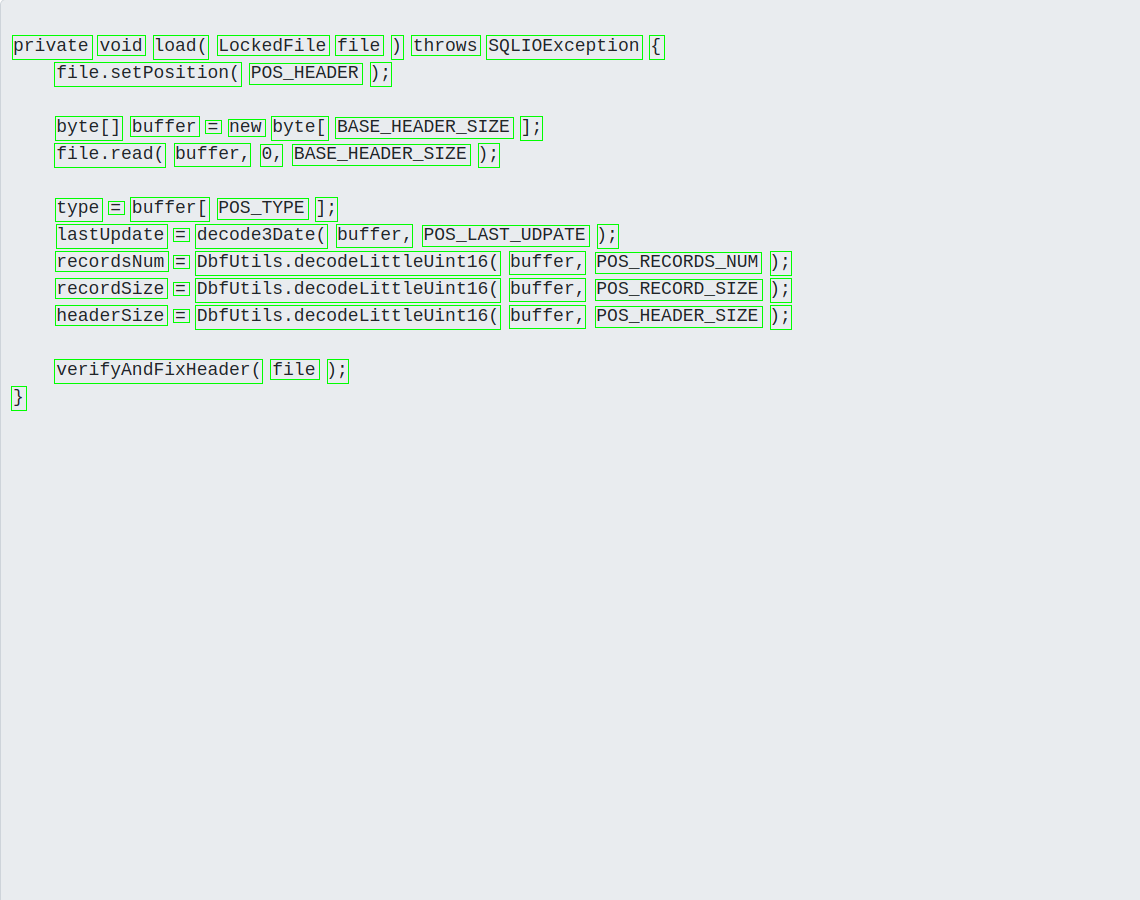 private void load( LockedFile file ) throws SQLIOException {
    file.setPosition( POS_HEADER );
    byte[] buffer = new byte[ BASE_HEADER_SIZE ];
    file.read( buffer, 0, BASE_HEADER_SIZE );
    type = buffer[ POS_TYPE ];
    lastUpdate = decode3Date( buffer, POS_LAST_UDPATE );
    recordsNum = DbfUtils.decodeLittleUint16( buffer, POS_RECORDS_NUM );
    recordSize = DbfUtils.decodeLittleUint16( buffer, POS_RECORD_SIZE );
    headerSize = DbfUtils.decodeLittleUint16( buffer, POS_HEADER_SIZE );
    verifyAndFixHeader( file );
}